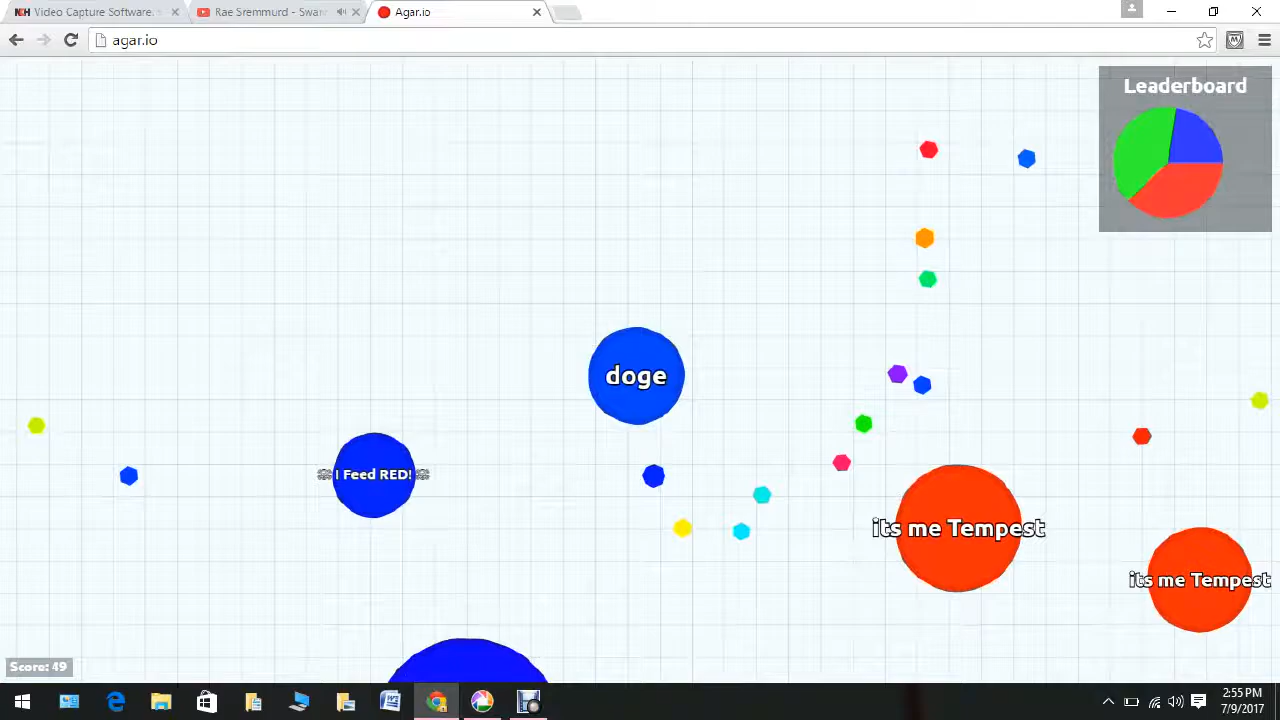 Video Capture Software.
Rae Sremmurd - Swan
Agar.io
agar.io
Leaderboard
doge
I Feed RED!
its me Tempest
its me Tempest
Score: 49
2:55 PM
7/9/2017